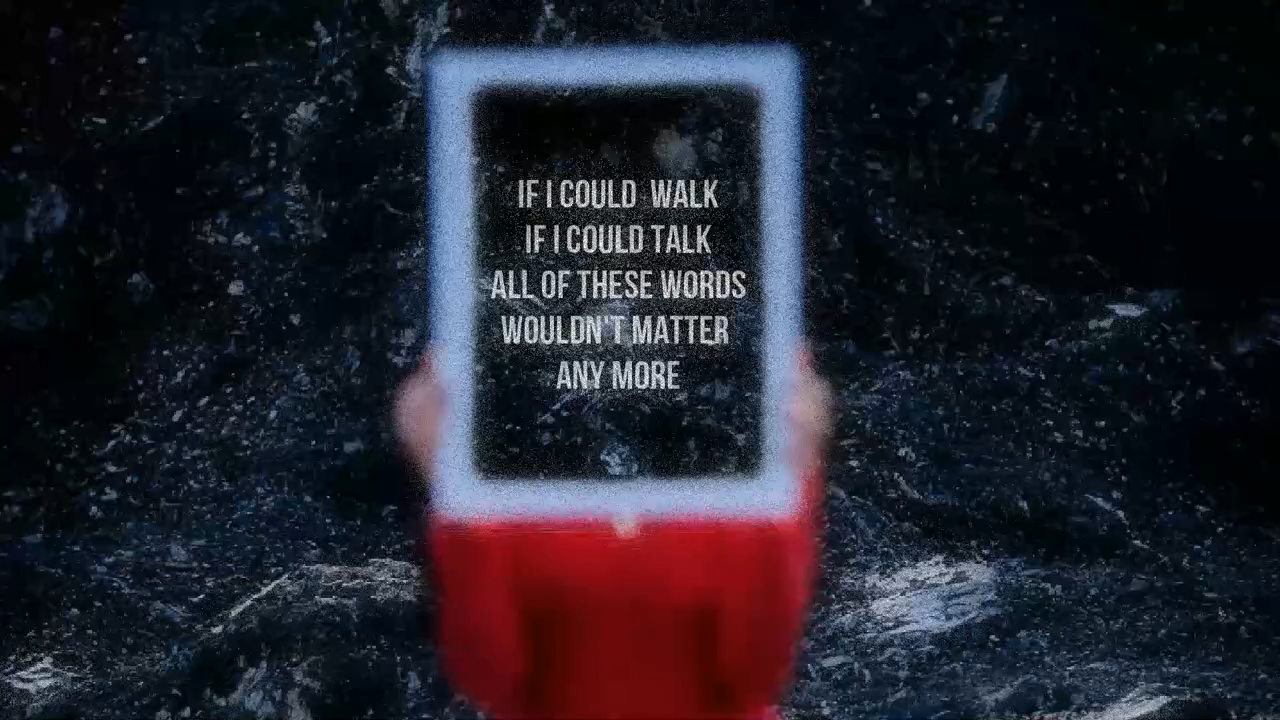 IF I COULD WALK
IF I COULD TALK
ALL OF THESE WORDS
WOULDN'T MATTER
ANY MORE